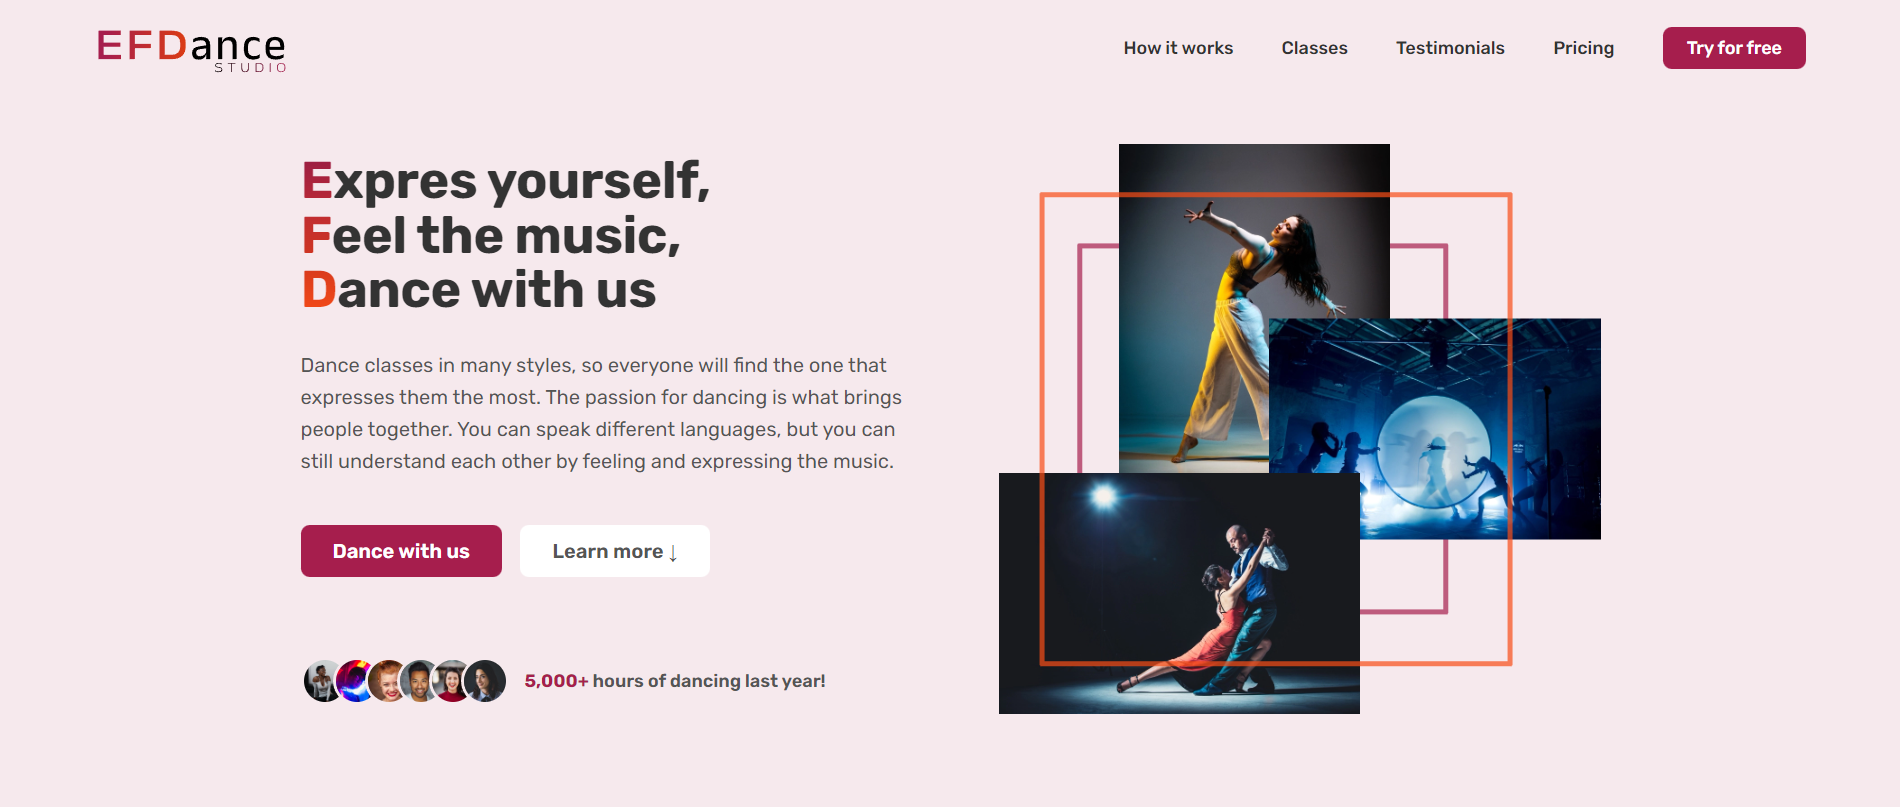 EFDance
STUDIO
How it works
Classes
Testimonials
Pricing
Try for free
Expres yourself,
Feel the music,
Dance with us
Dance classes in many styles, so everyone will find the one that
expresses them the most. The passion for dancing is what brings
people together. You can speak different languages, but you can
still understand each other by feeling and expressing the music.
Dance with us
Learn more ↓
5,000+ hours of dancing last year!